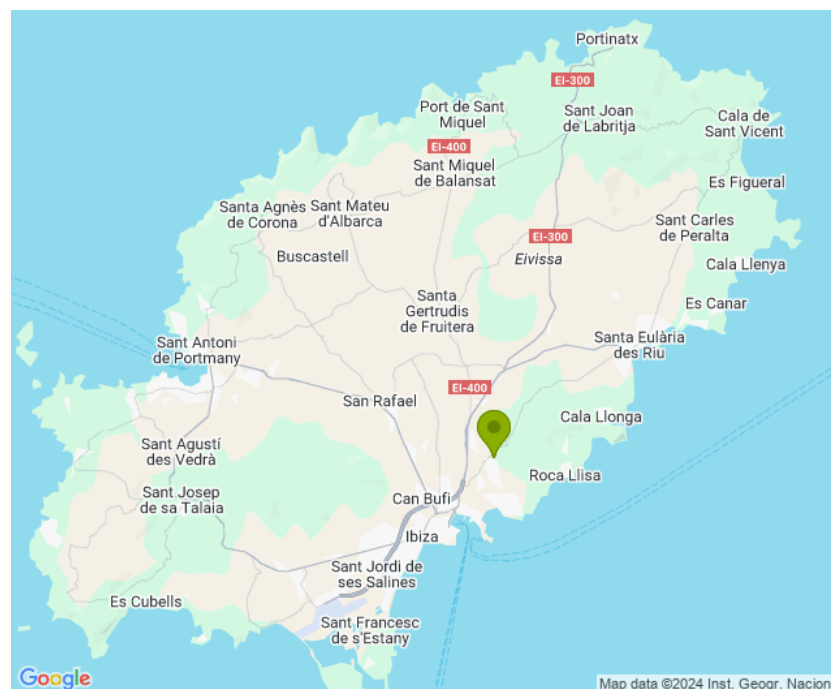 Portinatx
EI-300
Port de Sant
Miquel
Sant Joan
de Labritja
Cala de
Sant Vicent
EI-400
Sant Miquel
de Balansat
Es Figueral
Santa Agnès
de Corona
Sant Mateu
d'Albarca
Sant Carles
de Peralta
EI-300
Buscastell
Eivissa
Cala Llenya
Santa
Gertrudis
de Fruitera
Es Canar
Sant Antoni
de Portmany
Santa Eulària
des Riu
EI-400
San Rafael
Cala Llonga
Sant Agustí
des Vedrà
Roca Llisa
Sant Josep
de sa Talaia
Can Bufí
Ibiza
Sant Jordi de
ses Salines
Es Cubells
Sant Francesc
de s'Estany
Google
Map data ©2024 Inst. Geogr. Nacion